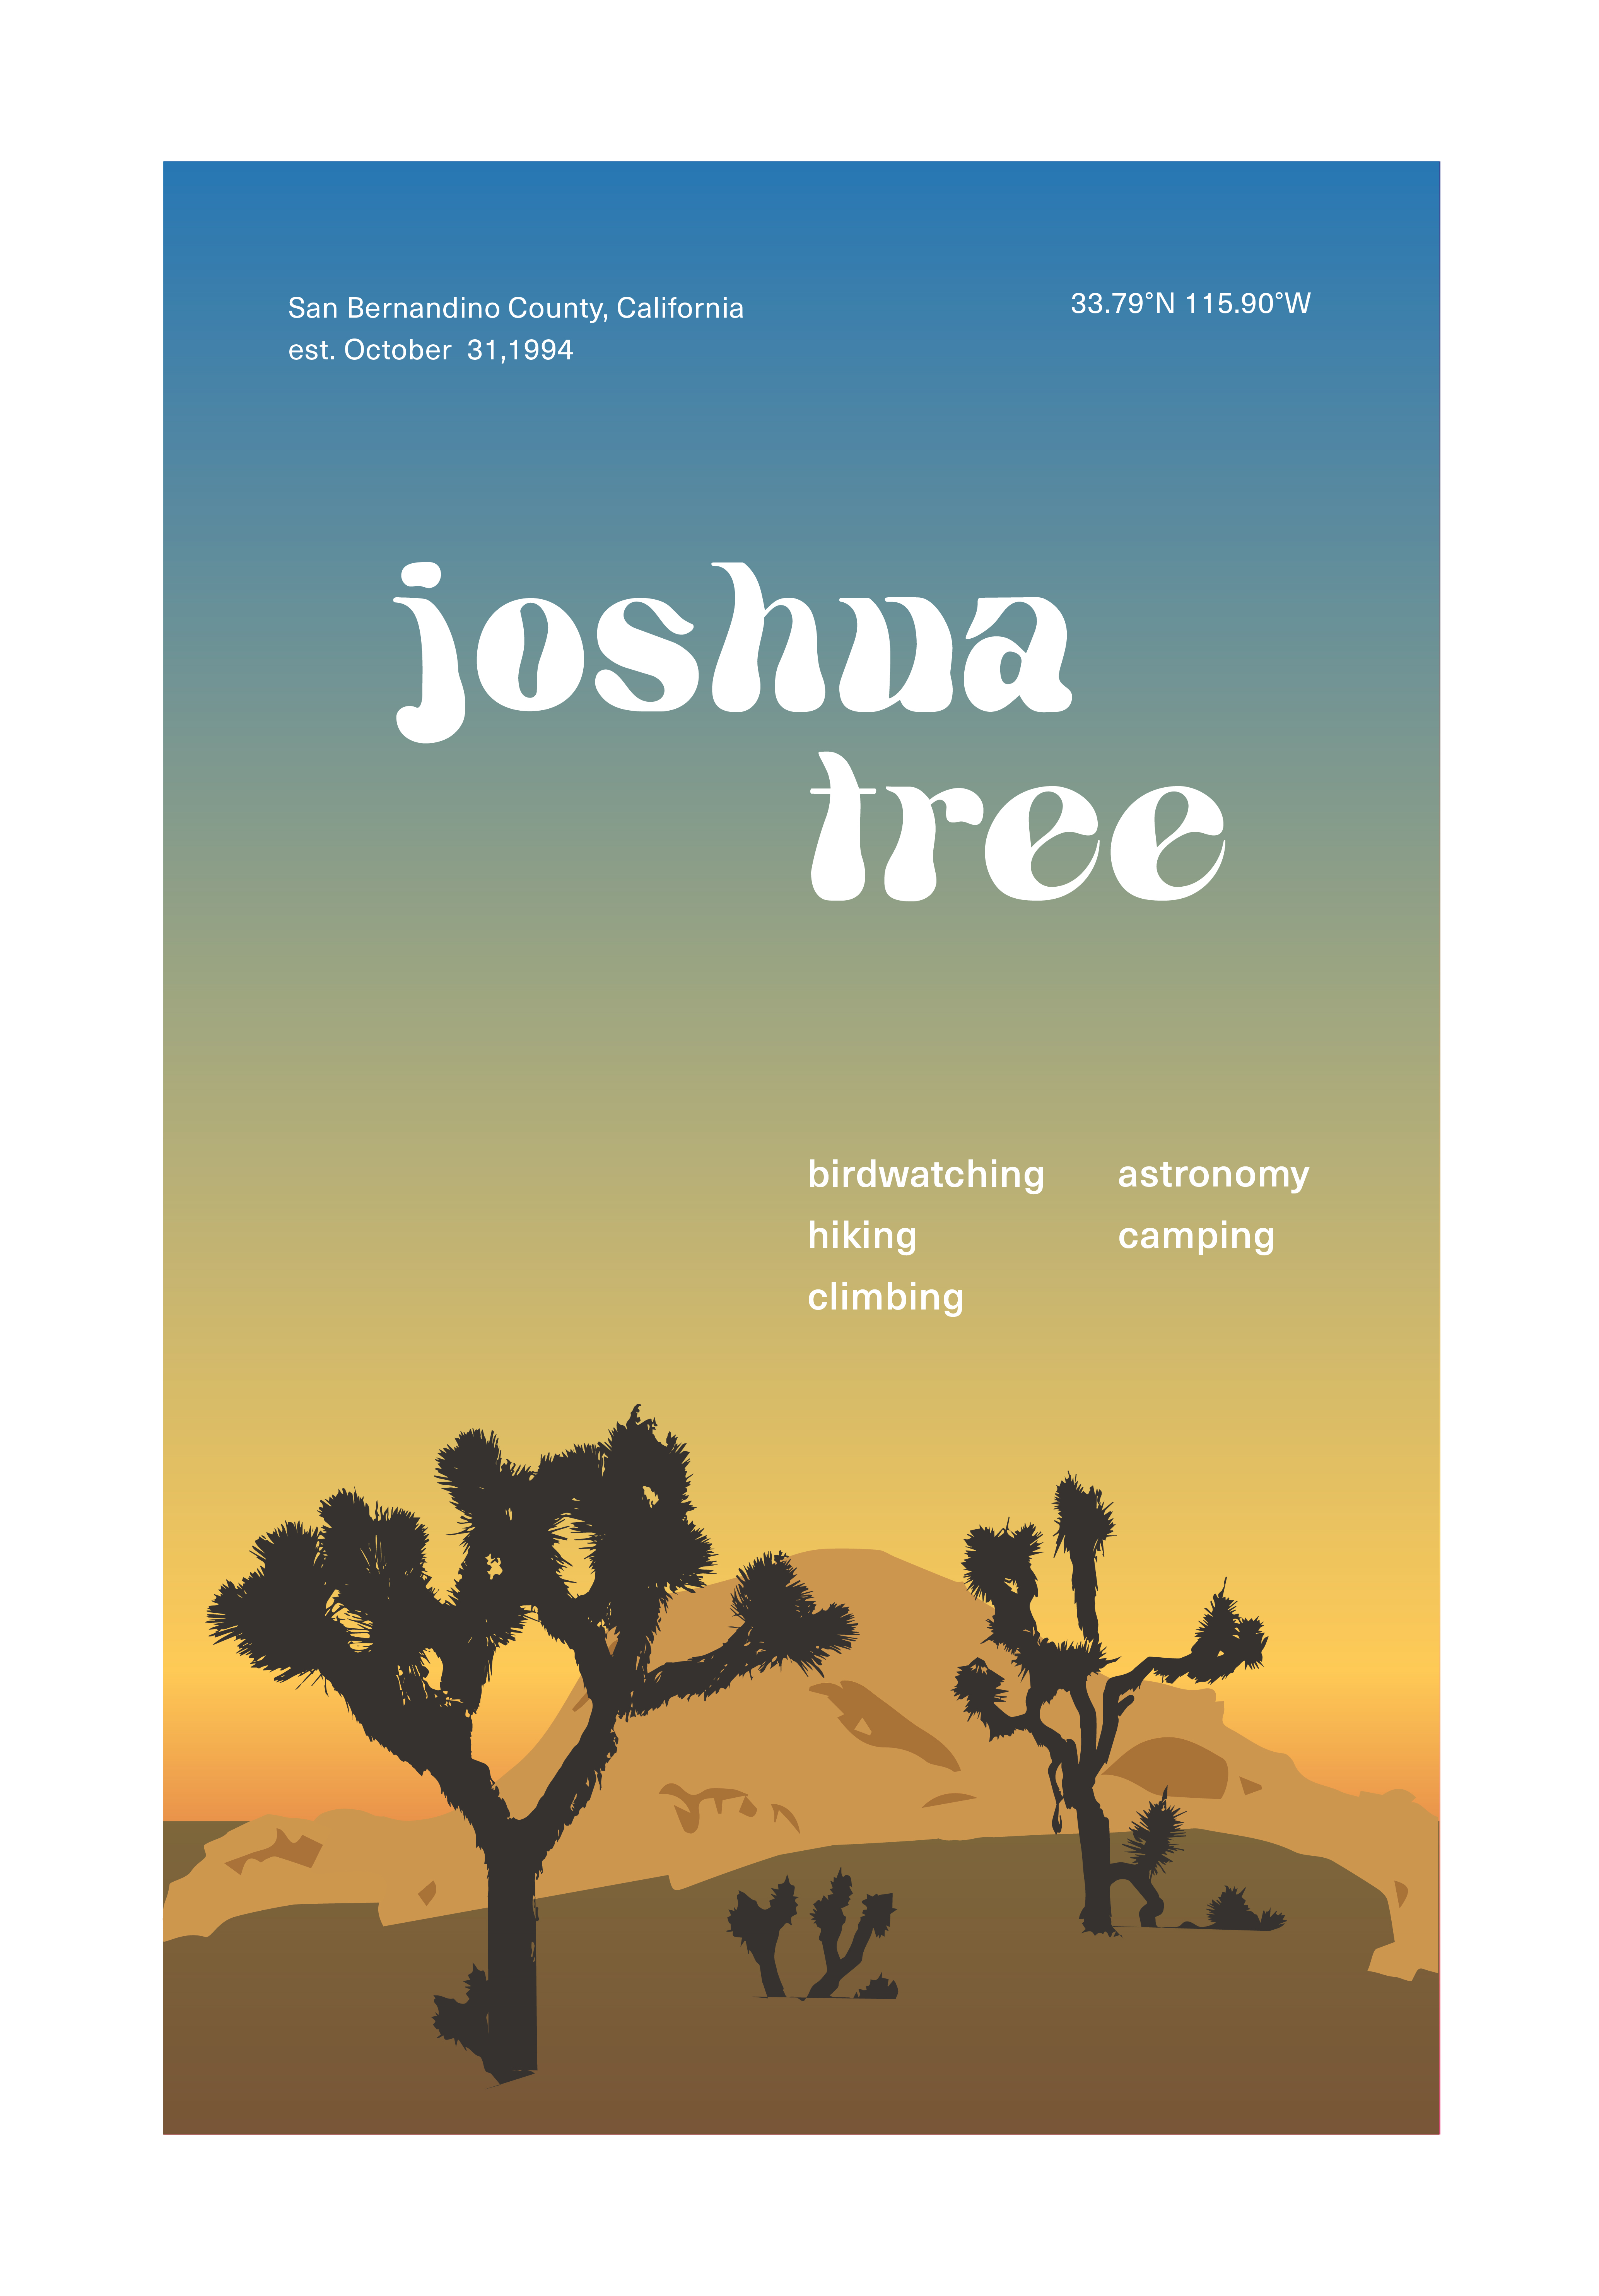 San Bernandino County, California
est. October  31,1994
33.79°N 115.90°W
joshua
tree
birdwatching
hiking
climbing
astronomy
camping